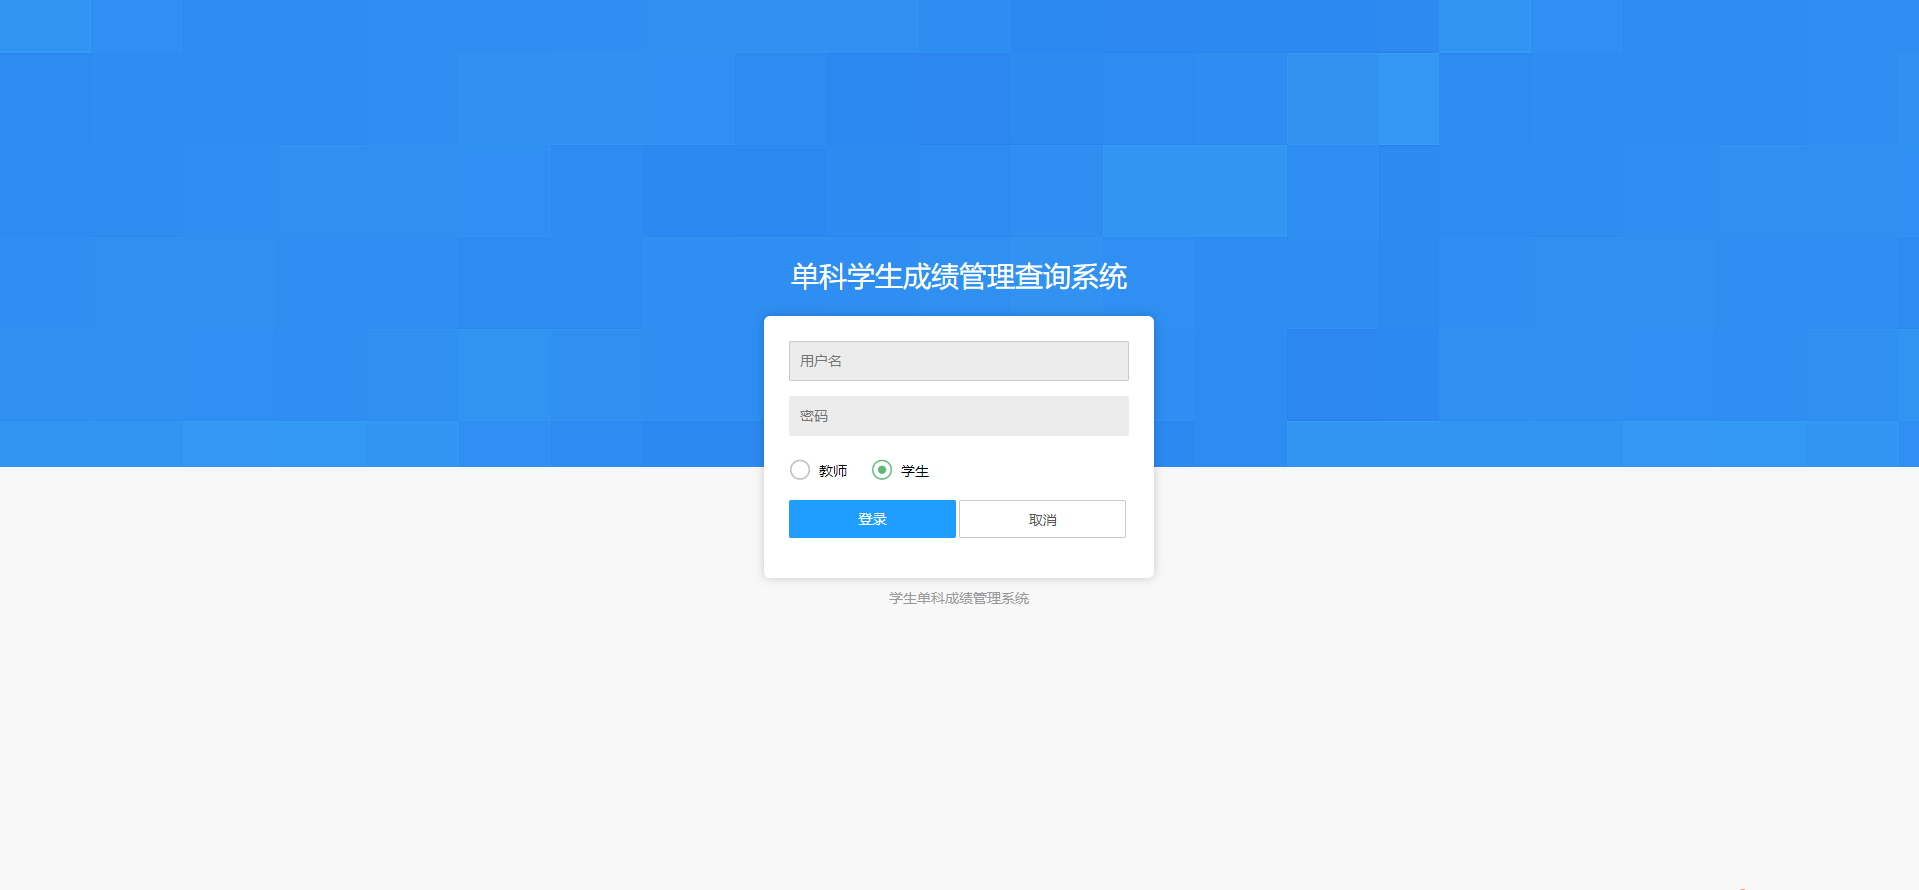 单科学生成绩管理查询系统
用户名
密码
教师 学生
登录 取消
学生单科成绩管理系统